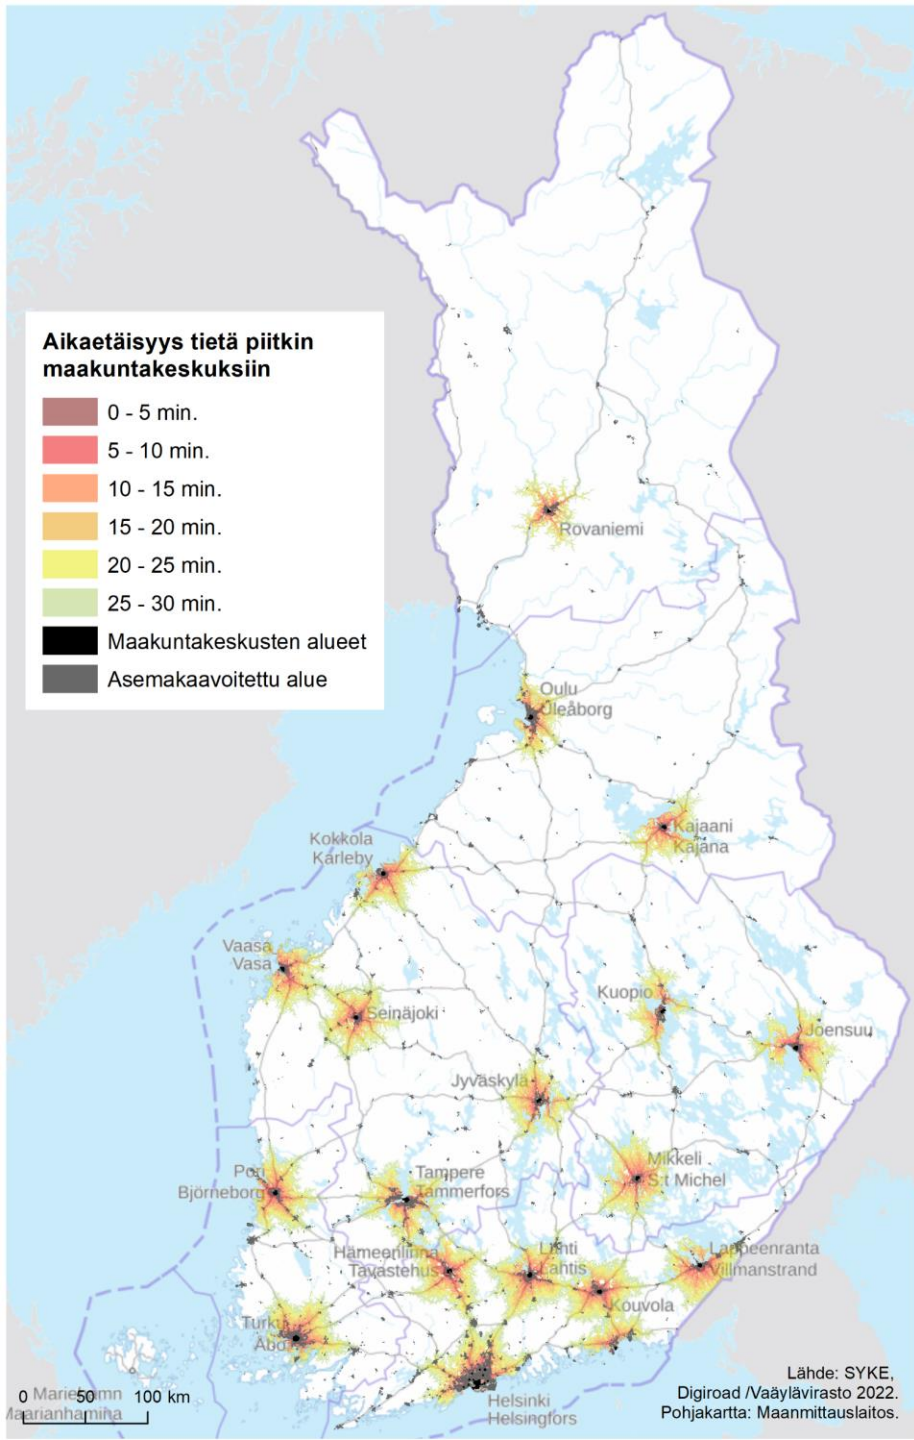 Aikaetäisyys tietä piitkin
maakuntakeskuksiin
0 - 5 min.
5 - 10 min.
10 - 15 min.
15 - 20 min.
20 - 25 min.
25 - 30 min.
Maakuntakeskusten alueet
Asemakaavoitettu alue
Rovaniemi
Oulu
Uleåborg
Kajaani
Kajana
Kokkola
Karleby
Vaasa
Vasa
Seinäjoki
Kuopio
Joensuu
Jyväskylä
Mikkeli
S:t Michel
Pori
Björneborg
Tampere
Tammerfors
Hämeenlinna
Tavastehus
Lahti
Lahtis
Lappeenranta
Villmanstrand
Kouvola
Turku
Åbo
Helsinki
Helsingfors
0 50 100 km
Mariehamn
Maarianhamina
Lähde: SYKE,
Digiroad /Vaäylävirasto 2022.
Pohjakartta: Maanmittauslaitos.